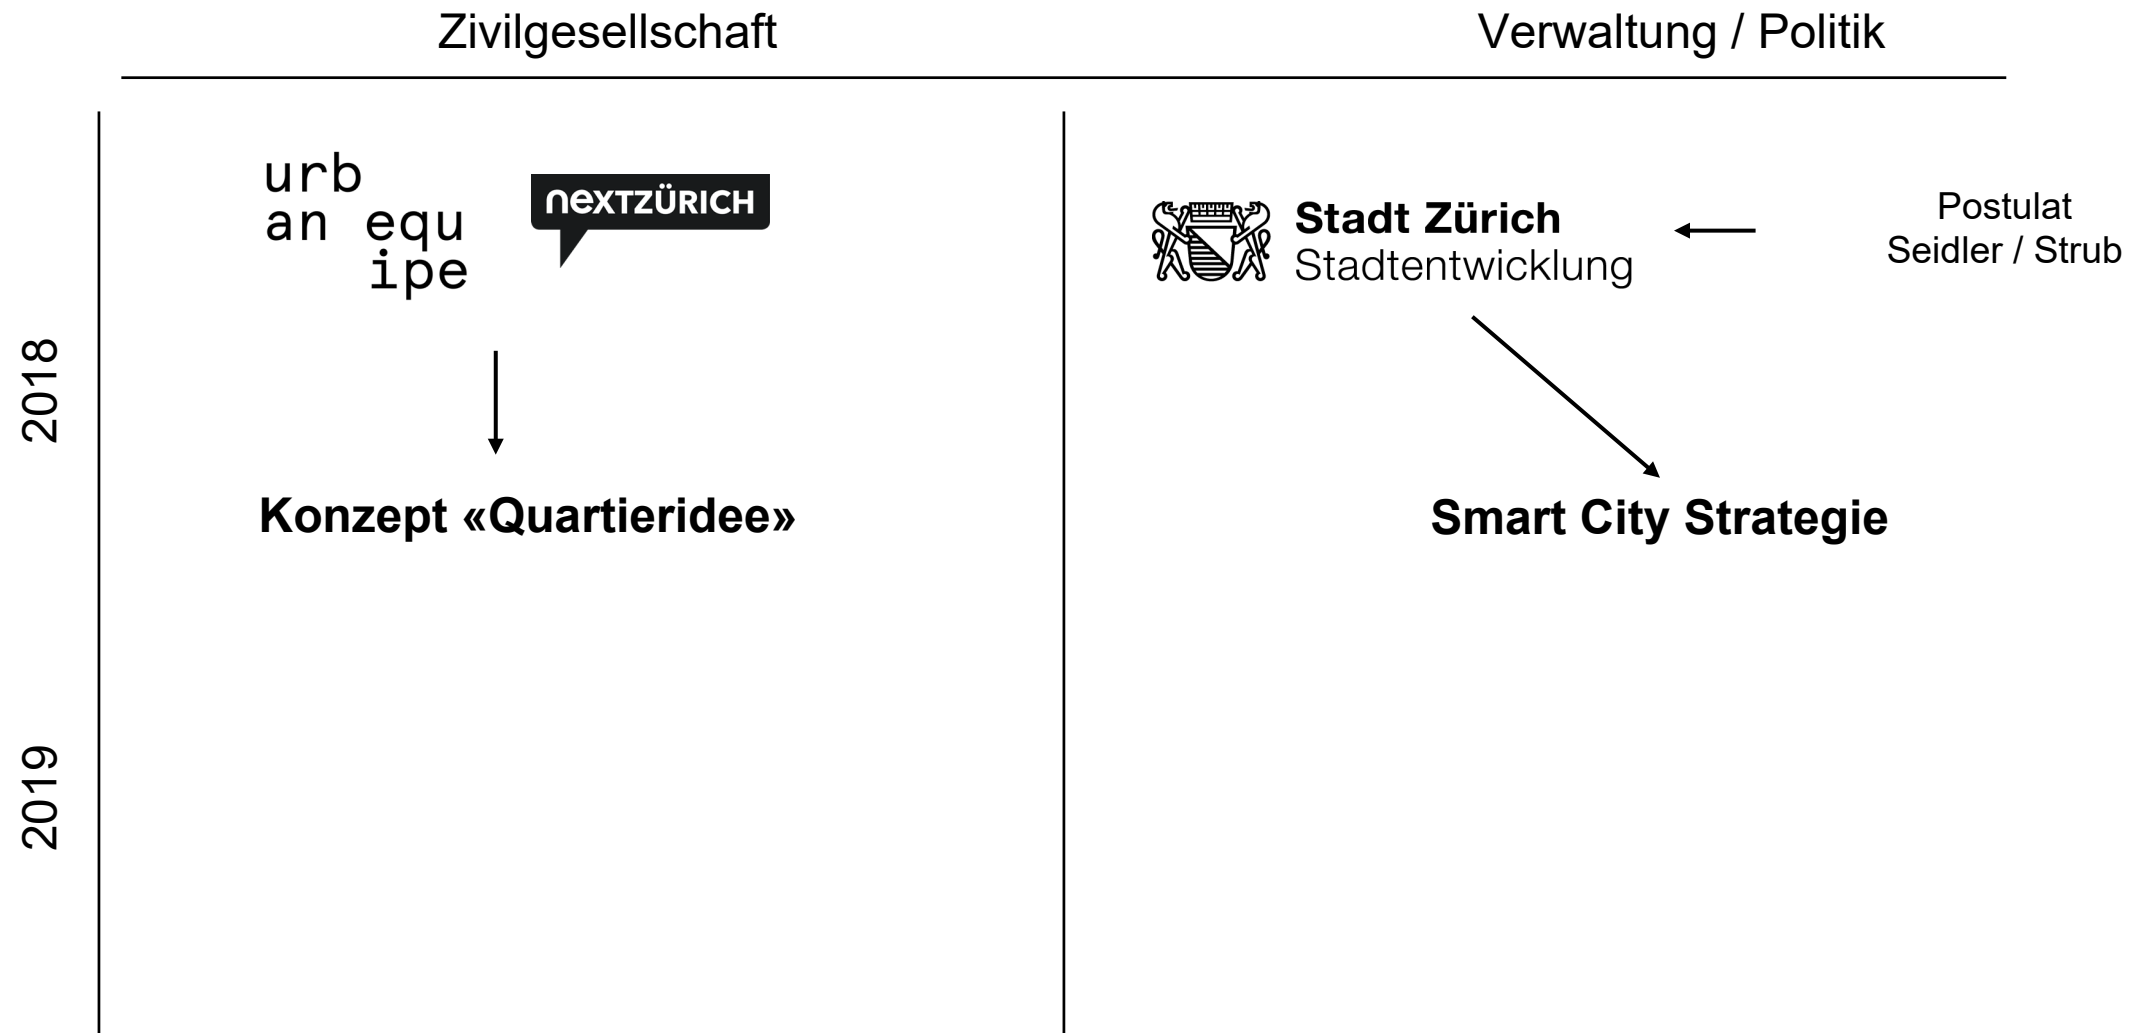 Zivilgesellschaft
Verwaltung / Politik
2018
urb
an equ
ipe
nextZÜRICH
Stadt Zürich
Stadtentwicklung
Postulat
Seidler / Strub
Konzept «Quartieridee»
Smart City Strategie
2019